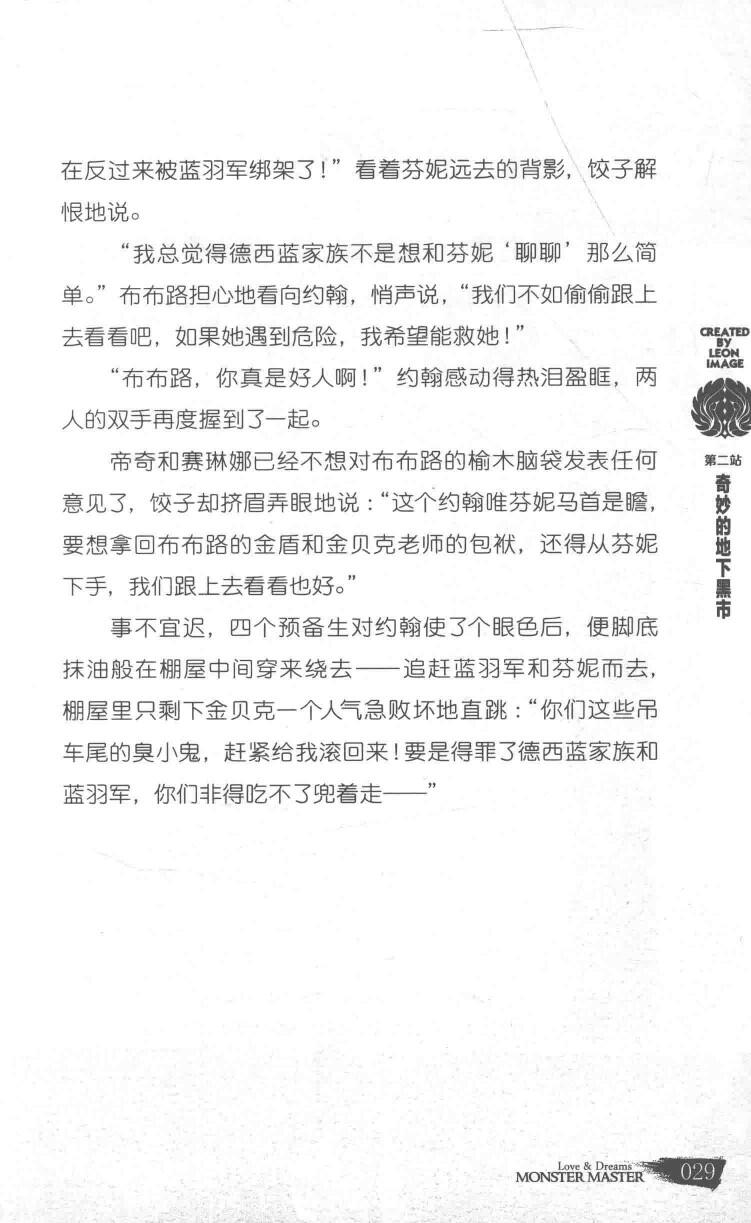 在反过来被蓝羽军绑架了！”看着芬妮远去的背影，饺子解
恨地说。
“我总觉得德西蓝家族不是想和芬妮‘聊聊’那么简
单。”布布路担心地看向约翰，悄声说，“我们不如偷偷跟上
去看看吧，如果她遇到危险，我希望能救她！”
“布布路，你真是好人啊！”约翰感动得热泪盈眶，两
人的双手再度握到了一起。
帝奇和赛琳娜已经不想对布布路的榆木脑袋发表任何
意见了，饺子却挤眉弄眼地说：“这个约翰唯芬妮马首是瞻，
要想拿回布布路的金盾和金贝克老师的包袱，还得从芬妮
下手，我们跟上去看看也好。”
事不宜迟，四个预备生对约翰使了个眼色后，便脚底
抹油般在棚屋中间穿来绕去——追赶蓝羽军和芬妮而去，
棚屋里只剩下金贝克一个人气急败坏地直跳：“你们这些吊
车尾的臭小鬼，赶紧给我滚回来！要是得罪了德西蓝家族和
蓝羽军，你们非得吃不了兜着走——”
CREATED
BY
LEON
IMAGE
第二站
奇妙的地下黑市
Love & Dreams
MONSTER MASTER
029